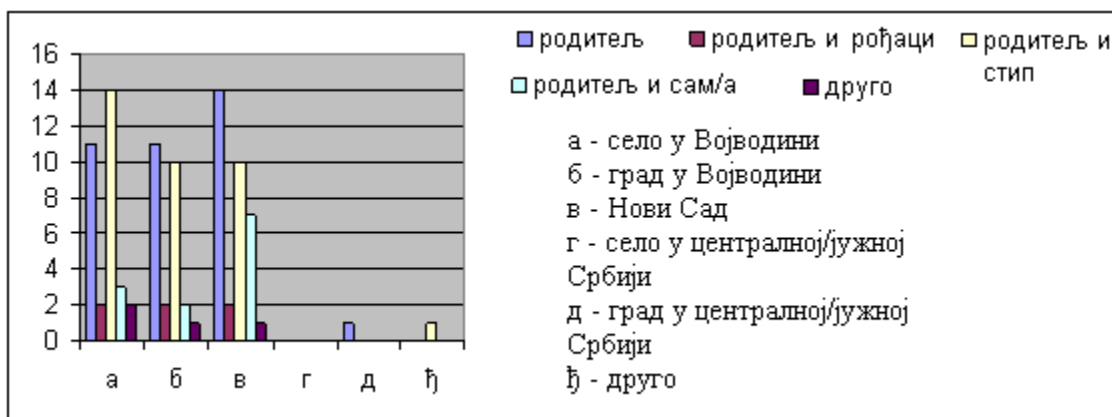 16
14
12
10
8
6
4
2
0
а б в г д ђ
родитељ родитељ и рођаци родитељ и
стип
родитељ и сам/а друго
а - село у Војводини
б - град у Војводини
в - Нови Сад
г - село у централној/јужној
Србији
д - град у централној/јужној
Србији
ђ - друго